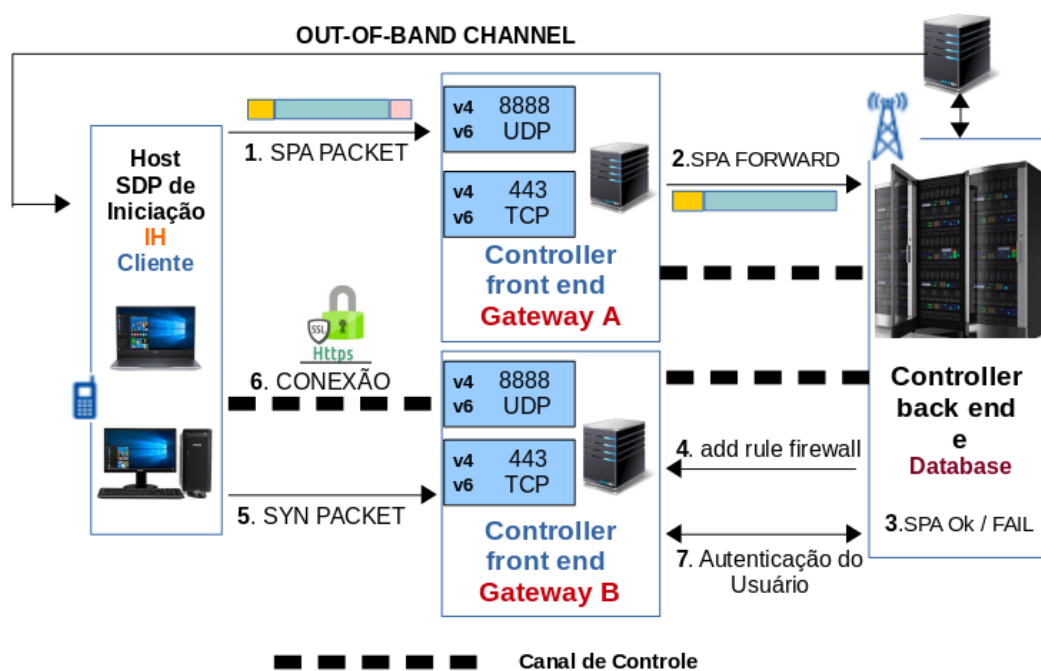 OUT-OF-BAND CHANNEL
Host
SDP de
Iniciação
IH
Cliente
1. SPA PACKET
v4 8888
v6 UDP
v4 443
v6 TCP
Controller
front end
Gateway A
2.SPA FORWARD
SSL
Https
6. CONEXÃO
5. SYN PACKET
v4 8888
v6 UDP
v4 443
v6 TCP
Controller
front end
Gateway B
4. add rule firewall
7. Autenticação do
Usuário
Controller
back end
e
Database
3.SPA Ok / FAIL
Canal de Controle